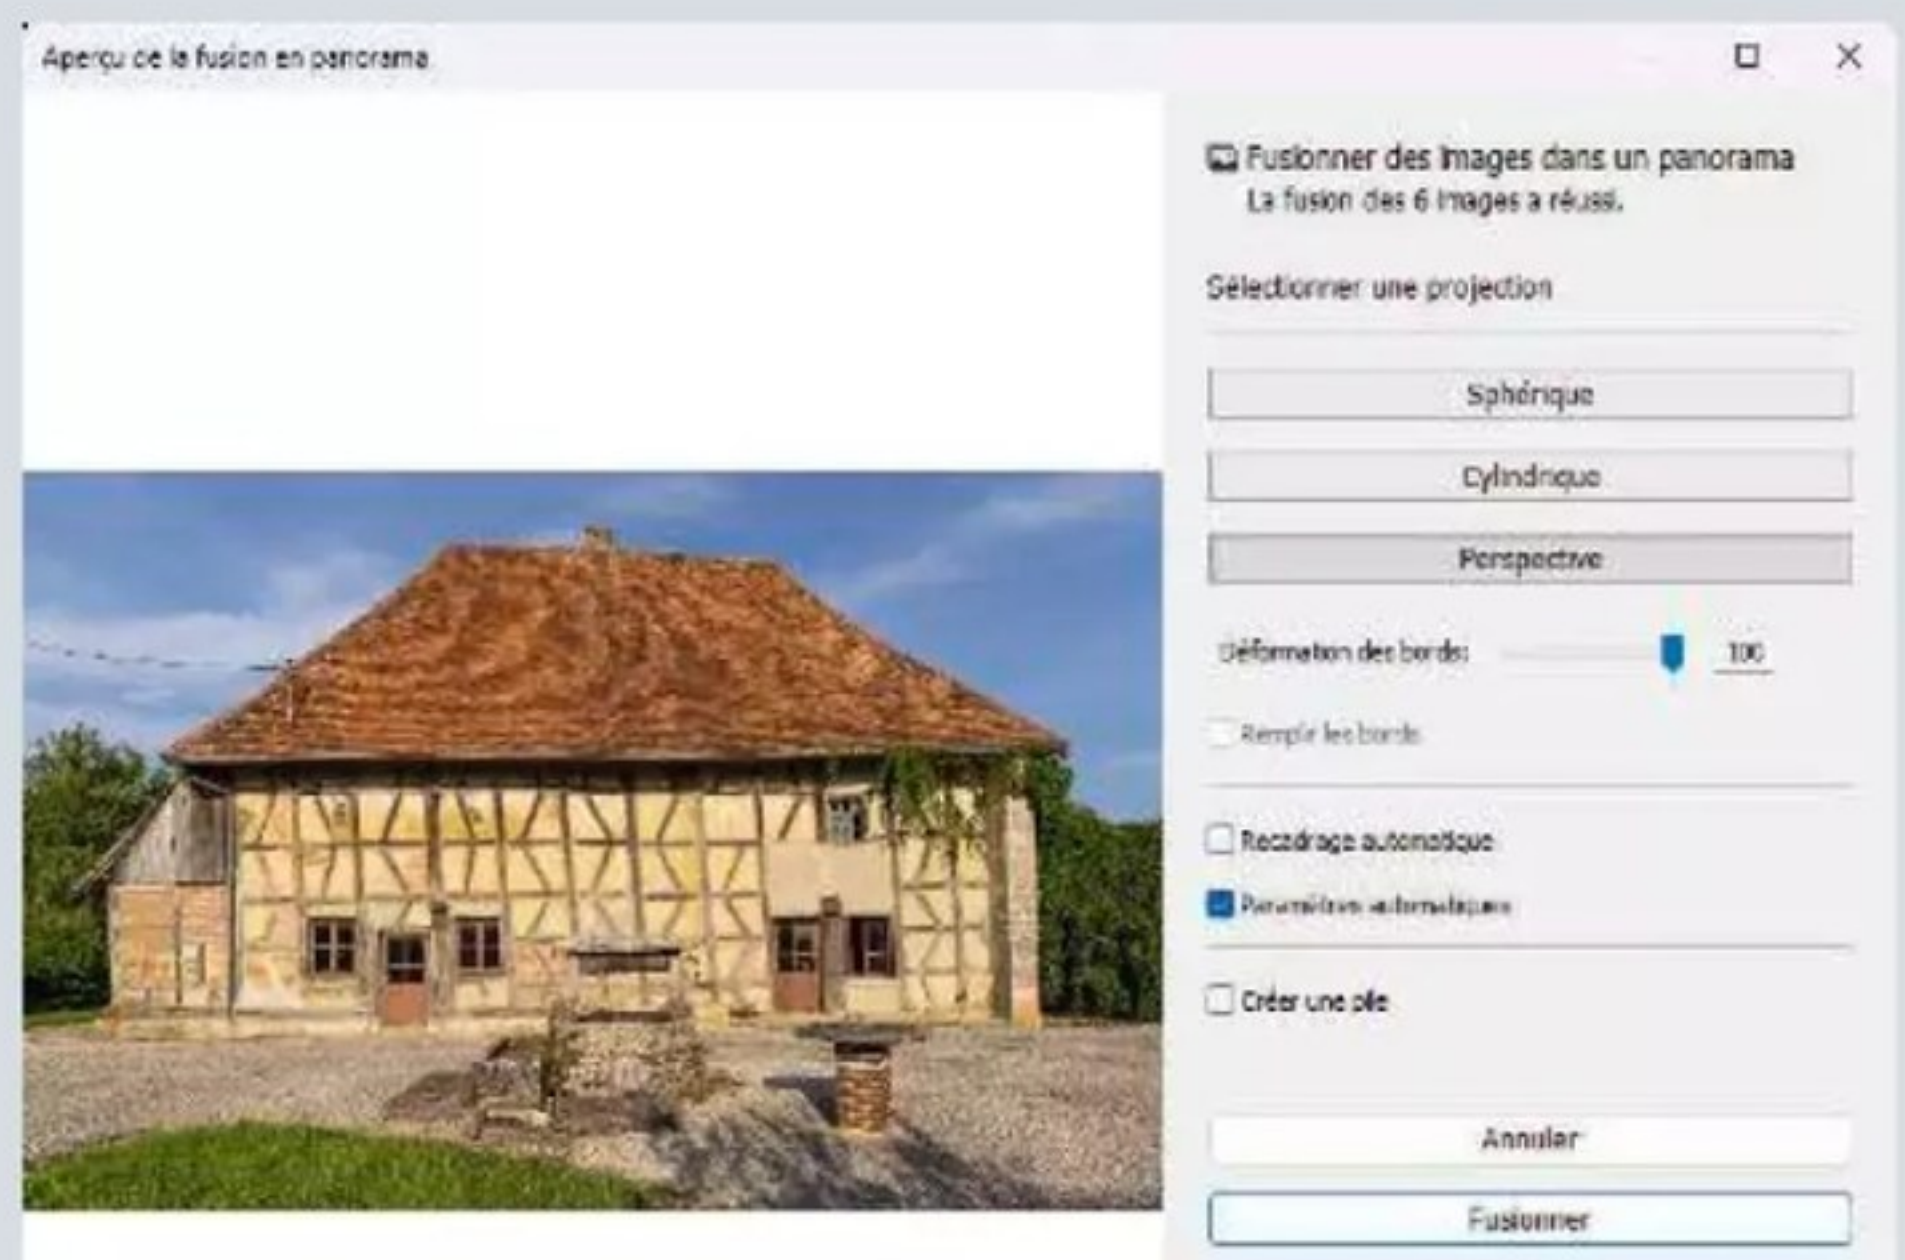 Aperçu de la fusion en panorama
Fusionner des images dans un panorama
La fusion des 6 images a réussi.
Sélectionner une projection
Sphérique
Cylindrique
Perspective
Déformation des bords:
100
Remplir les bords
Recadrage automatique
Paramètres automatiques
Créer une pile
Annuler
Fusionner